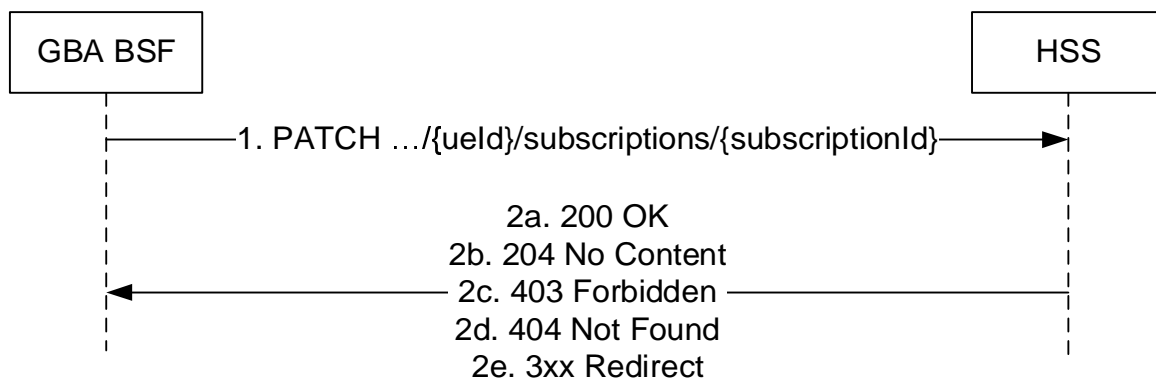 GBA BSF
HSS
1. PATCH …/{ueId}/subscriptions/{subscriptionId}
2a. 200 OK
2b. 204 No Content
2c. 403 Forbidden
2d. 404 Not Found
2e. 3xx Redirect